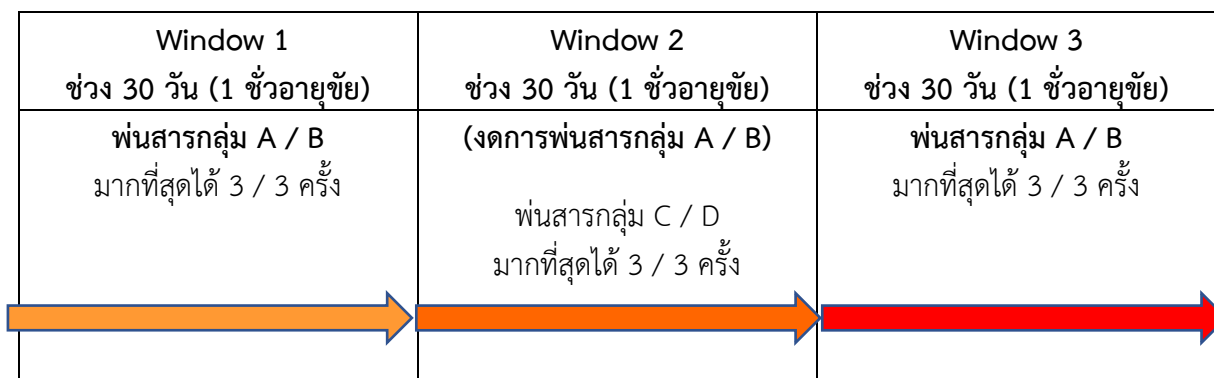 Window 1
ช่วง 30 วัน (1 ชั่วอายุขัย)
Window 2
ช่วง 30 วัน (1 ชั่วอายุขัย)
Window 3
ช่วง 30 วัน (1 ชั่วอายุขัย)
พ่นสารกลุ่ม A / B
มากที่สุดได้ 3 / 3 ครั้ง
(งดการพ่นสารกลุ่ม A / B)
พ่นสารกลุ่ม C / D
มากที่สุดได้ 3 / 3 ครั้ง
พ่นสารกลุ่ม A / B
มากที่สุดได้ 3 / 3 ครั้ง